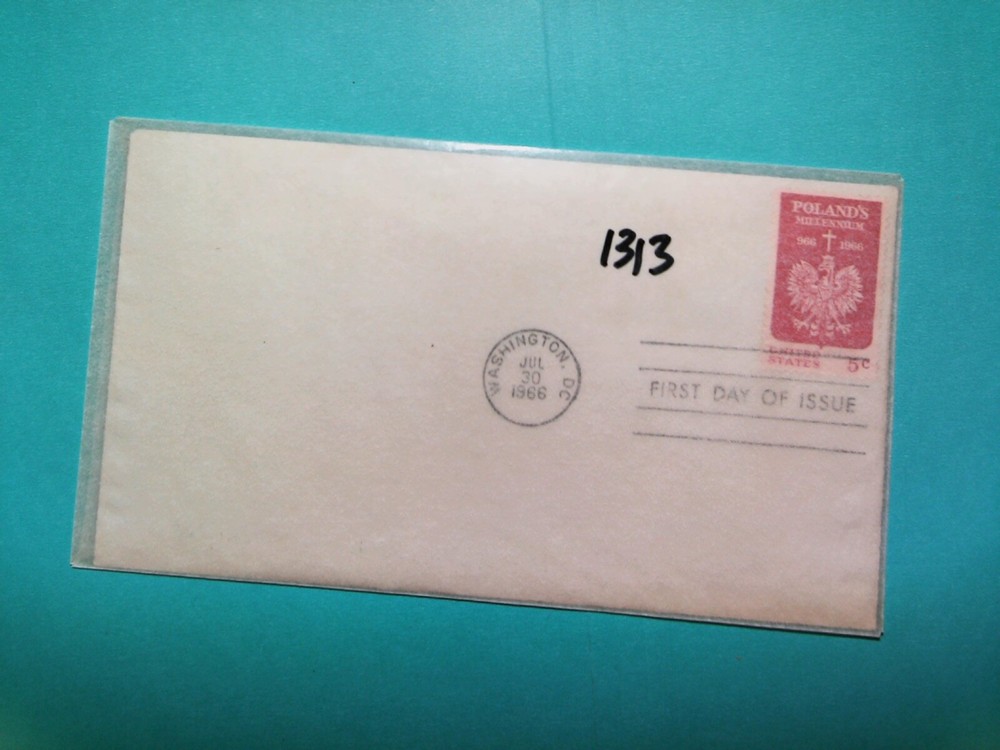 POLAND'S
MILLENNIUM
966 1966
UNITED
STATES 5c
1313
WASHINGTON, DC
JUL
30
1966
FIRST DAY OF ISSUE